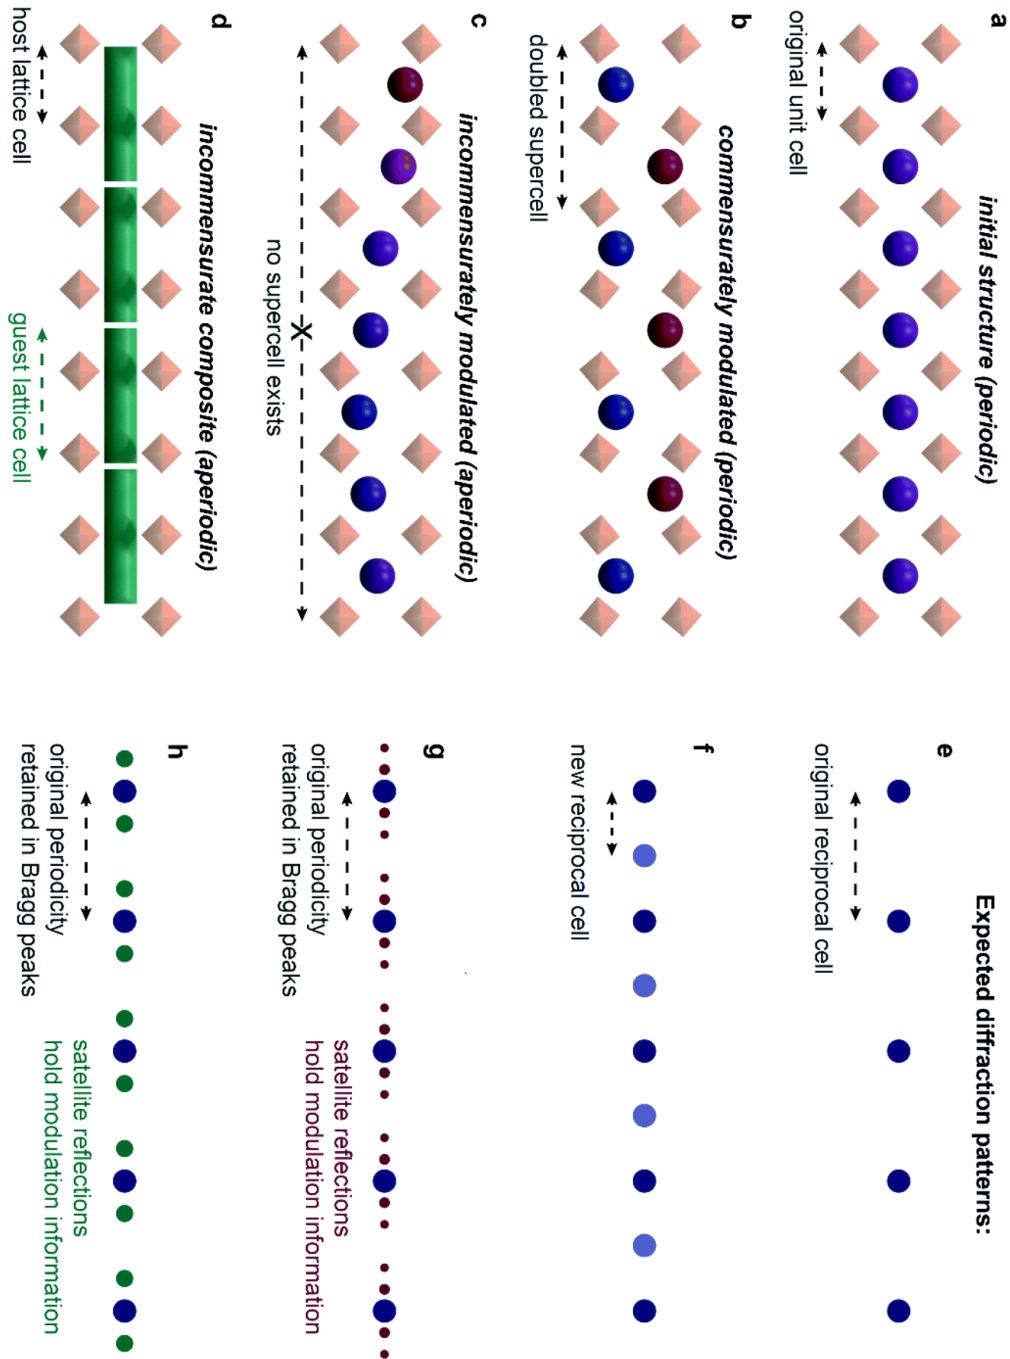 a
initial structure (periodic)
original unit cell
b
commensurately modulated (periodic)
doubled supercell
c
incommensurately modulated (aperiodic)
no supercell exists
d
incommensurate composite (aperiodic)
host lattice cell
guest lattice cell
Expected diffraction patterns:
e
original reciprocal cell
f
new reciprocal cell
g
original periodicity
retained in Bragg peaks
satellite reflections
hold modulation information
h
original periodicity
retained in Bragg peaks
satellite reflections
hold modulation information